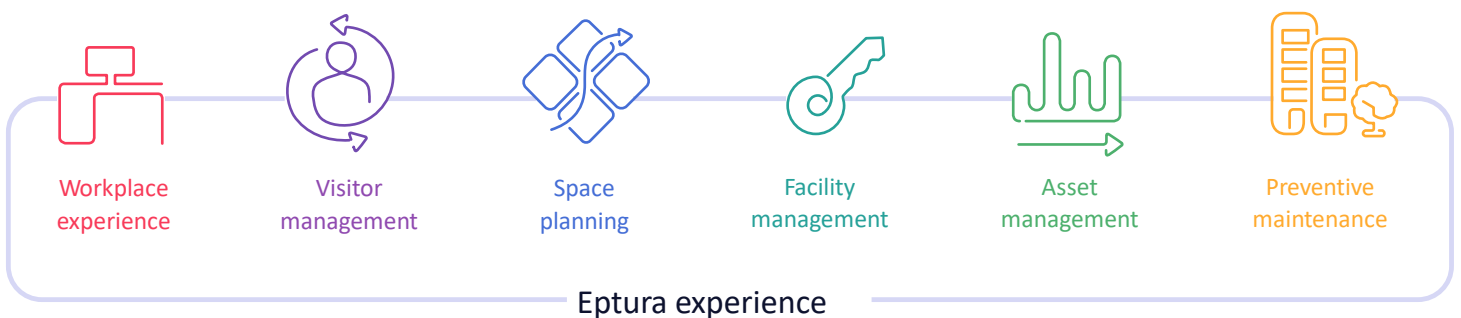 Workplace
experience
Visitor
management
Space
planning
Facility
management
Asset
management
Preventive
maintenance
Eptura experience